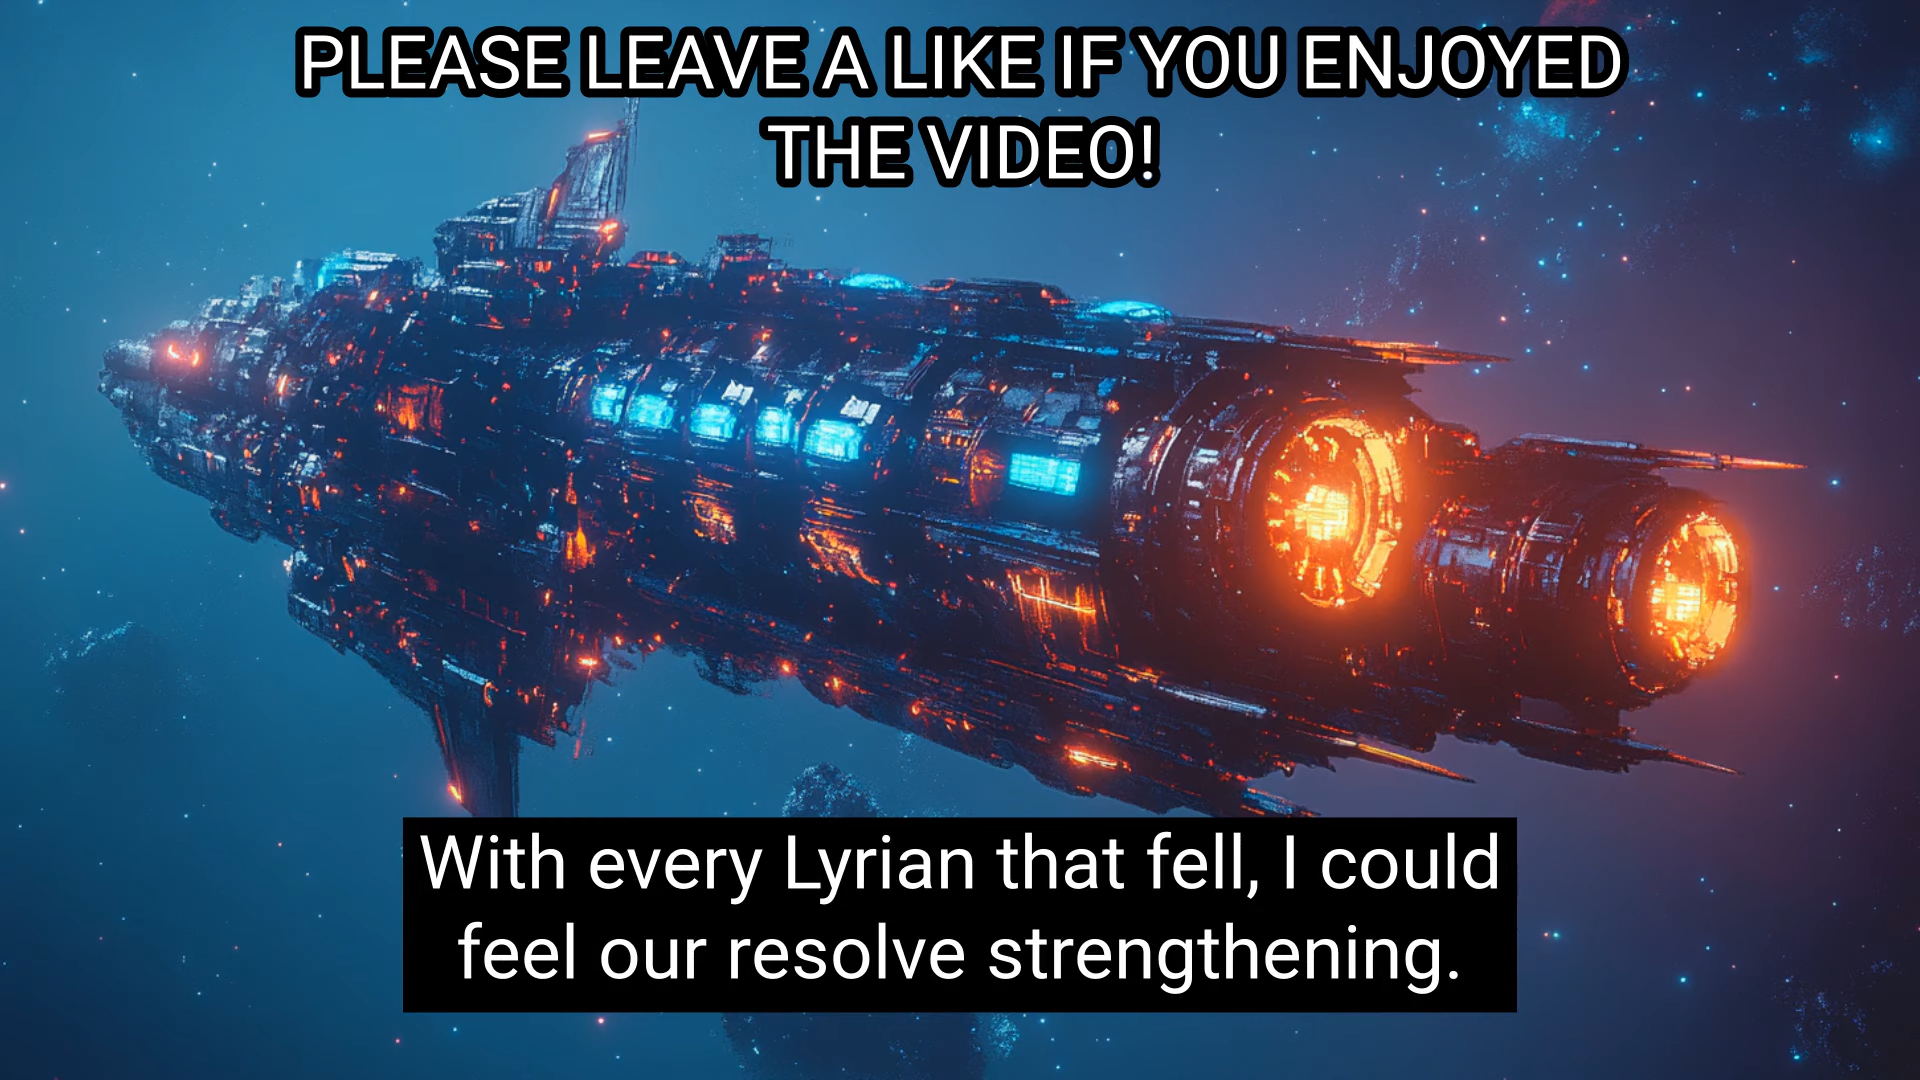 PLEASE LEAVE A LIKE IF YOU ENJOYED
THE VIDEO!
With every Lyrian that fell, I could
feel our resolve strengthening.